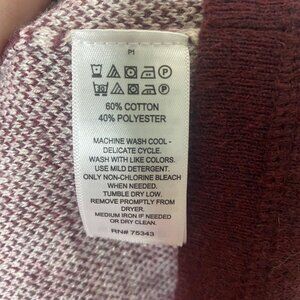 P1
60% COTTON
40% POLYESTER
MACHINE WASH COOL -
DELICATE CYCLE.
WASH WITH LIKE COLORS.
USE MILD DETERGENT.
ONLY NON-CHLORINE BLEACH
WHEN NEEDED.
TUMBLE DRY LOW.
REMOVE PROMPTLY FROM
DRYER.
MEDIUM IRON IF NEEDED
OR DRY CLEAN.
RN# 75343